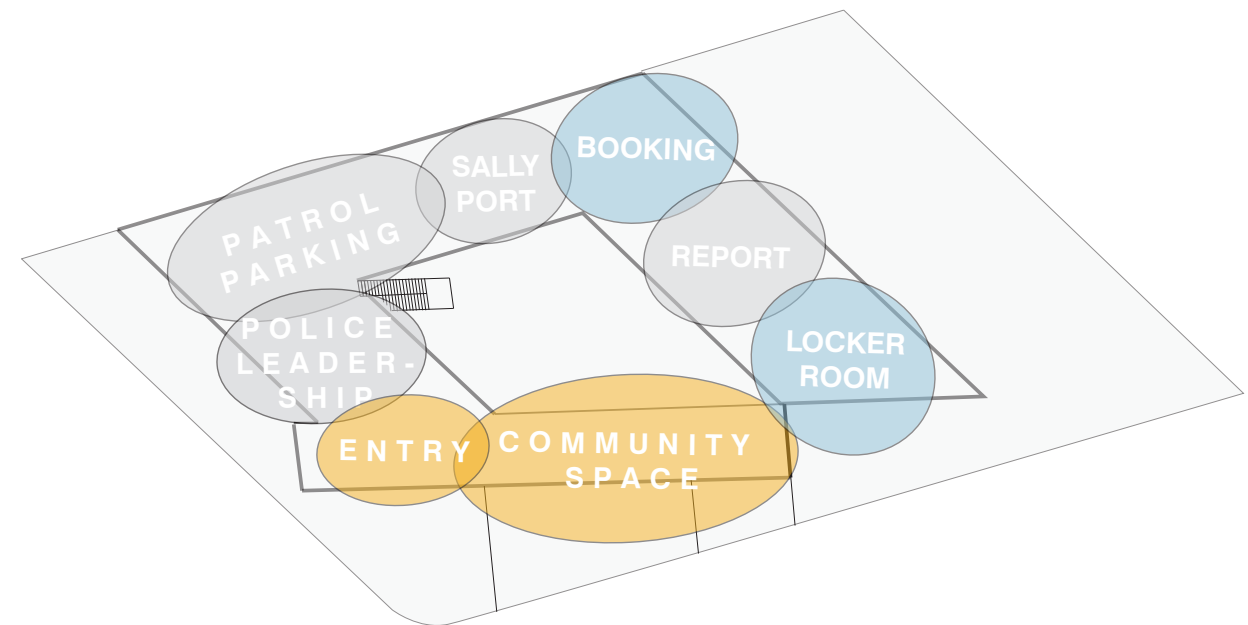 BOOKING
SALLY
PORT
PATROL
PARKING
REPORT
POLICE
LEADER-
SHIP
LOCKER
ROOM
ENTRY
COMMUNITY
SPACE